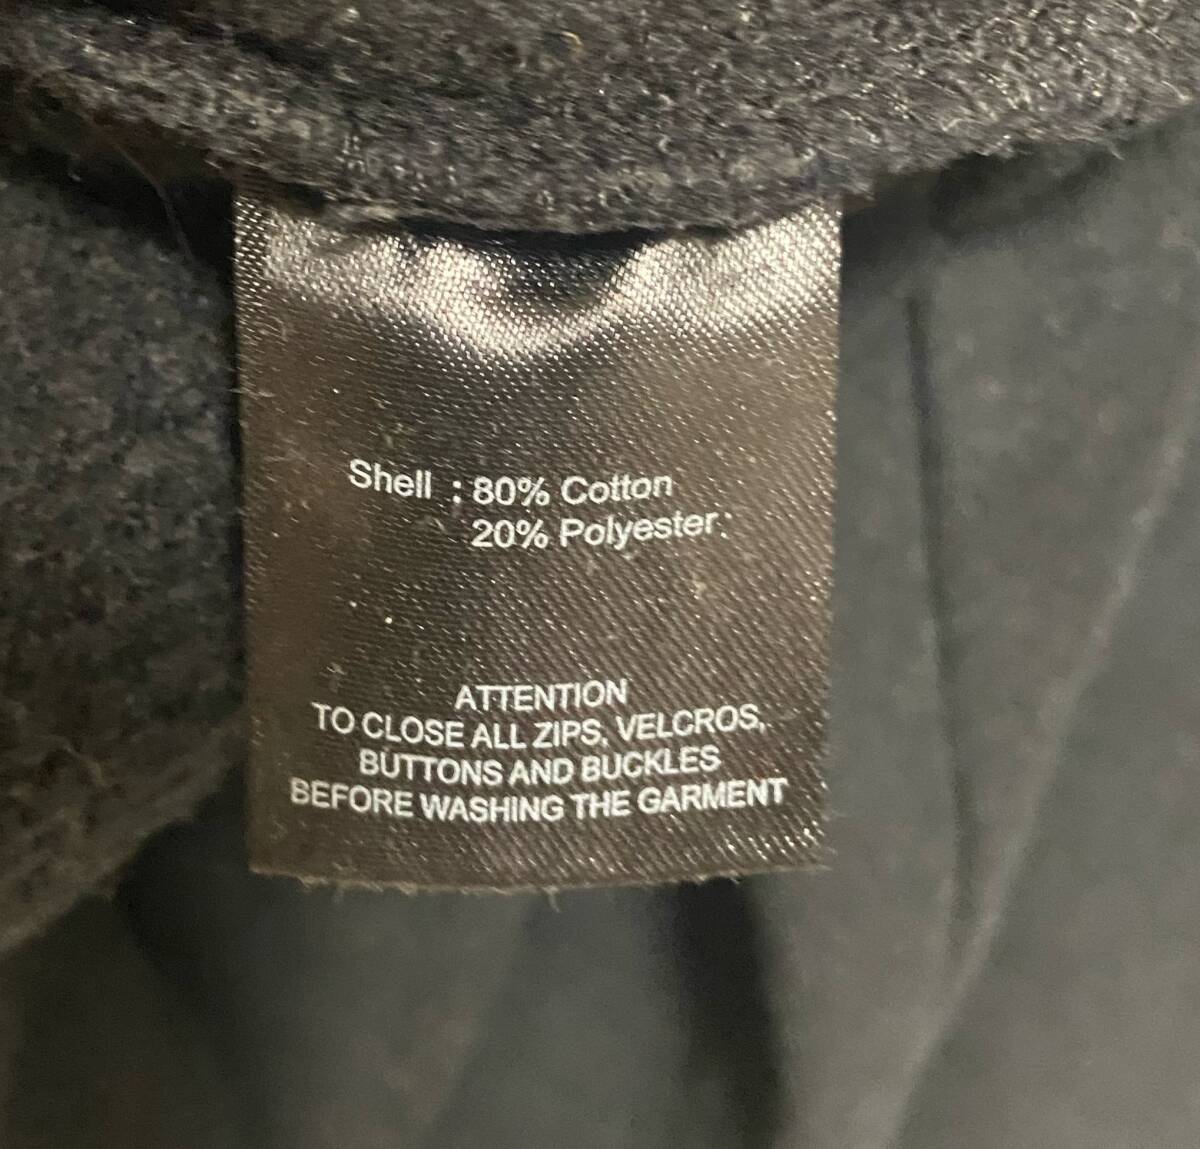 Shell : 80% Cotton
20% Polyester
ATTENTION
TO CLOSE ALL ZIPS, VELCROS,
BUTTONS AND BUCKLES
BEFORE WASHING THE GARMENT